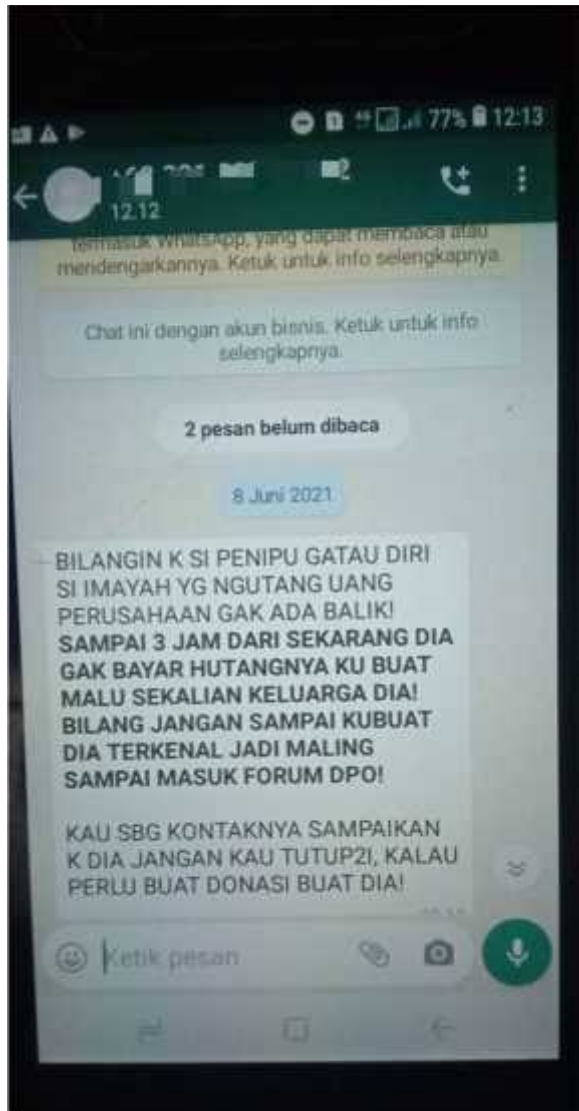 77% 12:13
12.12
termasuk WhatsApp, yang dapat membaca atau
mendengarkannya. Ketuk untuk info selengkapnya.
Chat ini dengan akun bisnis. Ketuk untuk info
selengkapnya.
2 pesan belum dibaca
8 Juni 2021
BILANGIN K SI PENIPU GATAU DIRI
SI IMAYAH YG NGUTANG UANG
PERUSAHAAN GAK ADA BALIK!
SAMPAI 3 JAM DARI SEKARANG DIA
GAK BAYAR HUTANGNYA KU BUAT
MALU SEKALIAN KELUARGA DIA!
BILANG JANGAN SAMPAI KUBUAT
DIA TERKENAL JADI MALING
SAMPAI MASUK FORUM DPO!
KAU SBG KONTAKNYA SAMPAIKAN
K DIA JANGAN KAU TUTUP2I, KALAU
PERLU BUAT DONASI BUAT DIA!
Ketik pesan